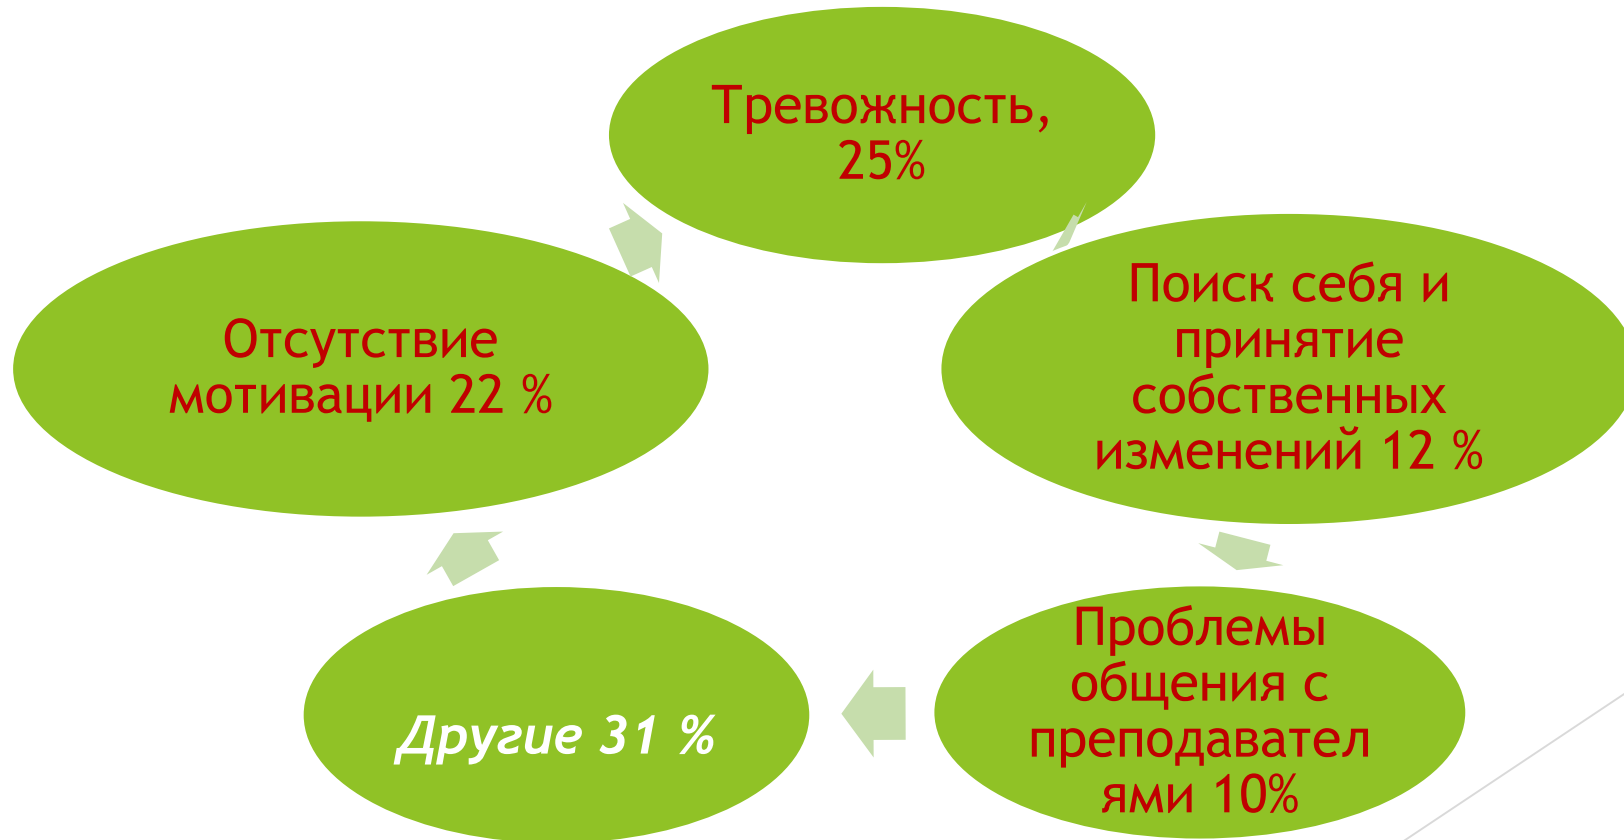 Тревожность,
25%
Поиск себя и
принятие
собственных
изменений 12 %
Проблемы
общения с
преподавател
ями 10%
Другие 31 %
Отсутствие
мотивации 22 %